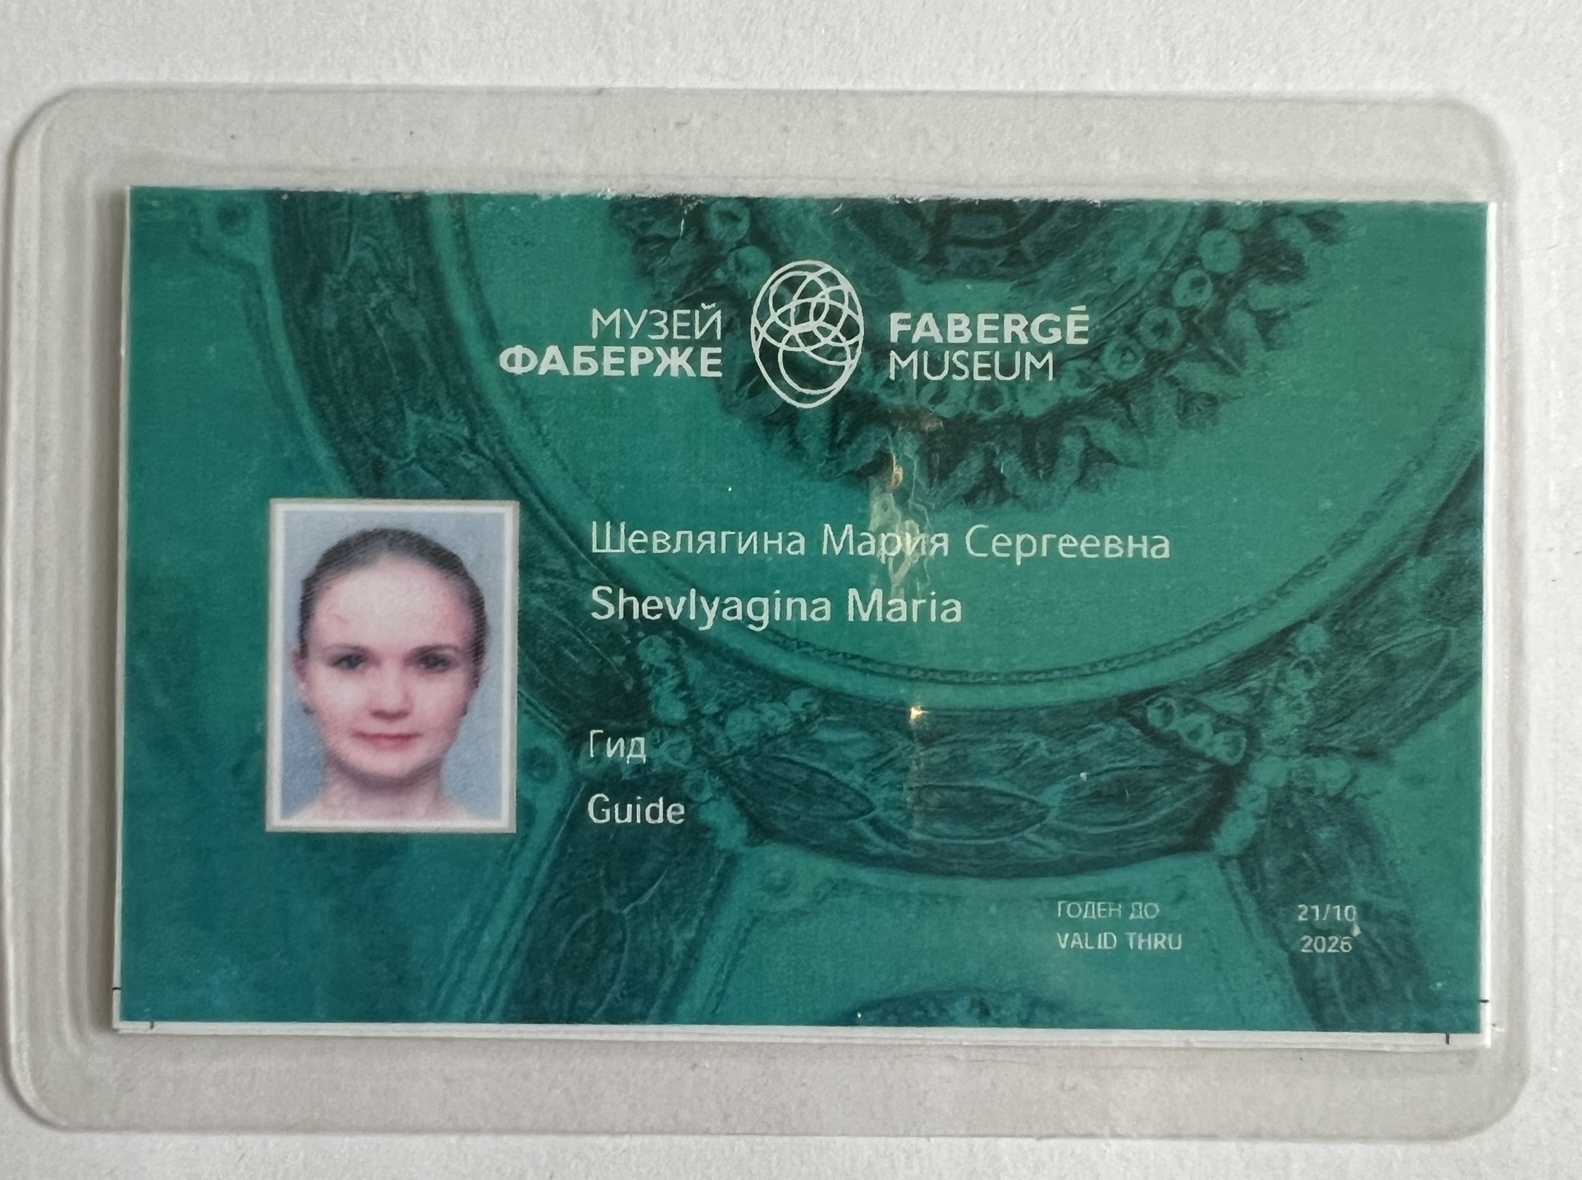 МУЗЕЙ
ФАБЕРЖЕ
FABERGÉ
MUSEUM
Шевлягина Мария Сергеевна
Shevlyagina Maria
Гид
Guide
ГОДЕН ДО 21/10
VALID THRU 2026